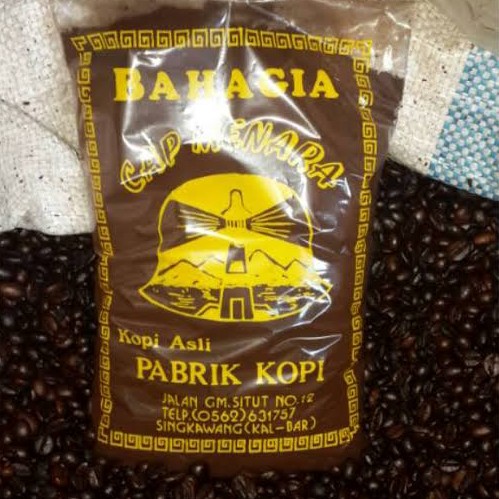 BAHAGIA
CAP MENARA
Kopi Asli
PABRIK KOPI
JALAN GM.SITUT NO.12
TELP.(0562)631757
SINGKAWANG(KAL-BAR)